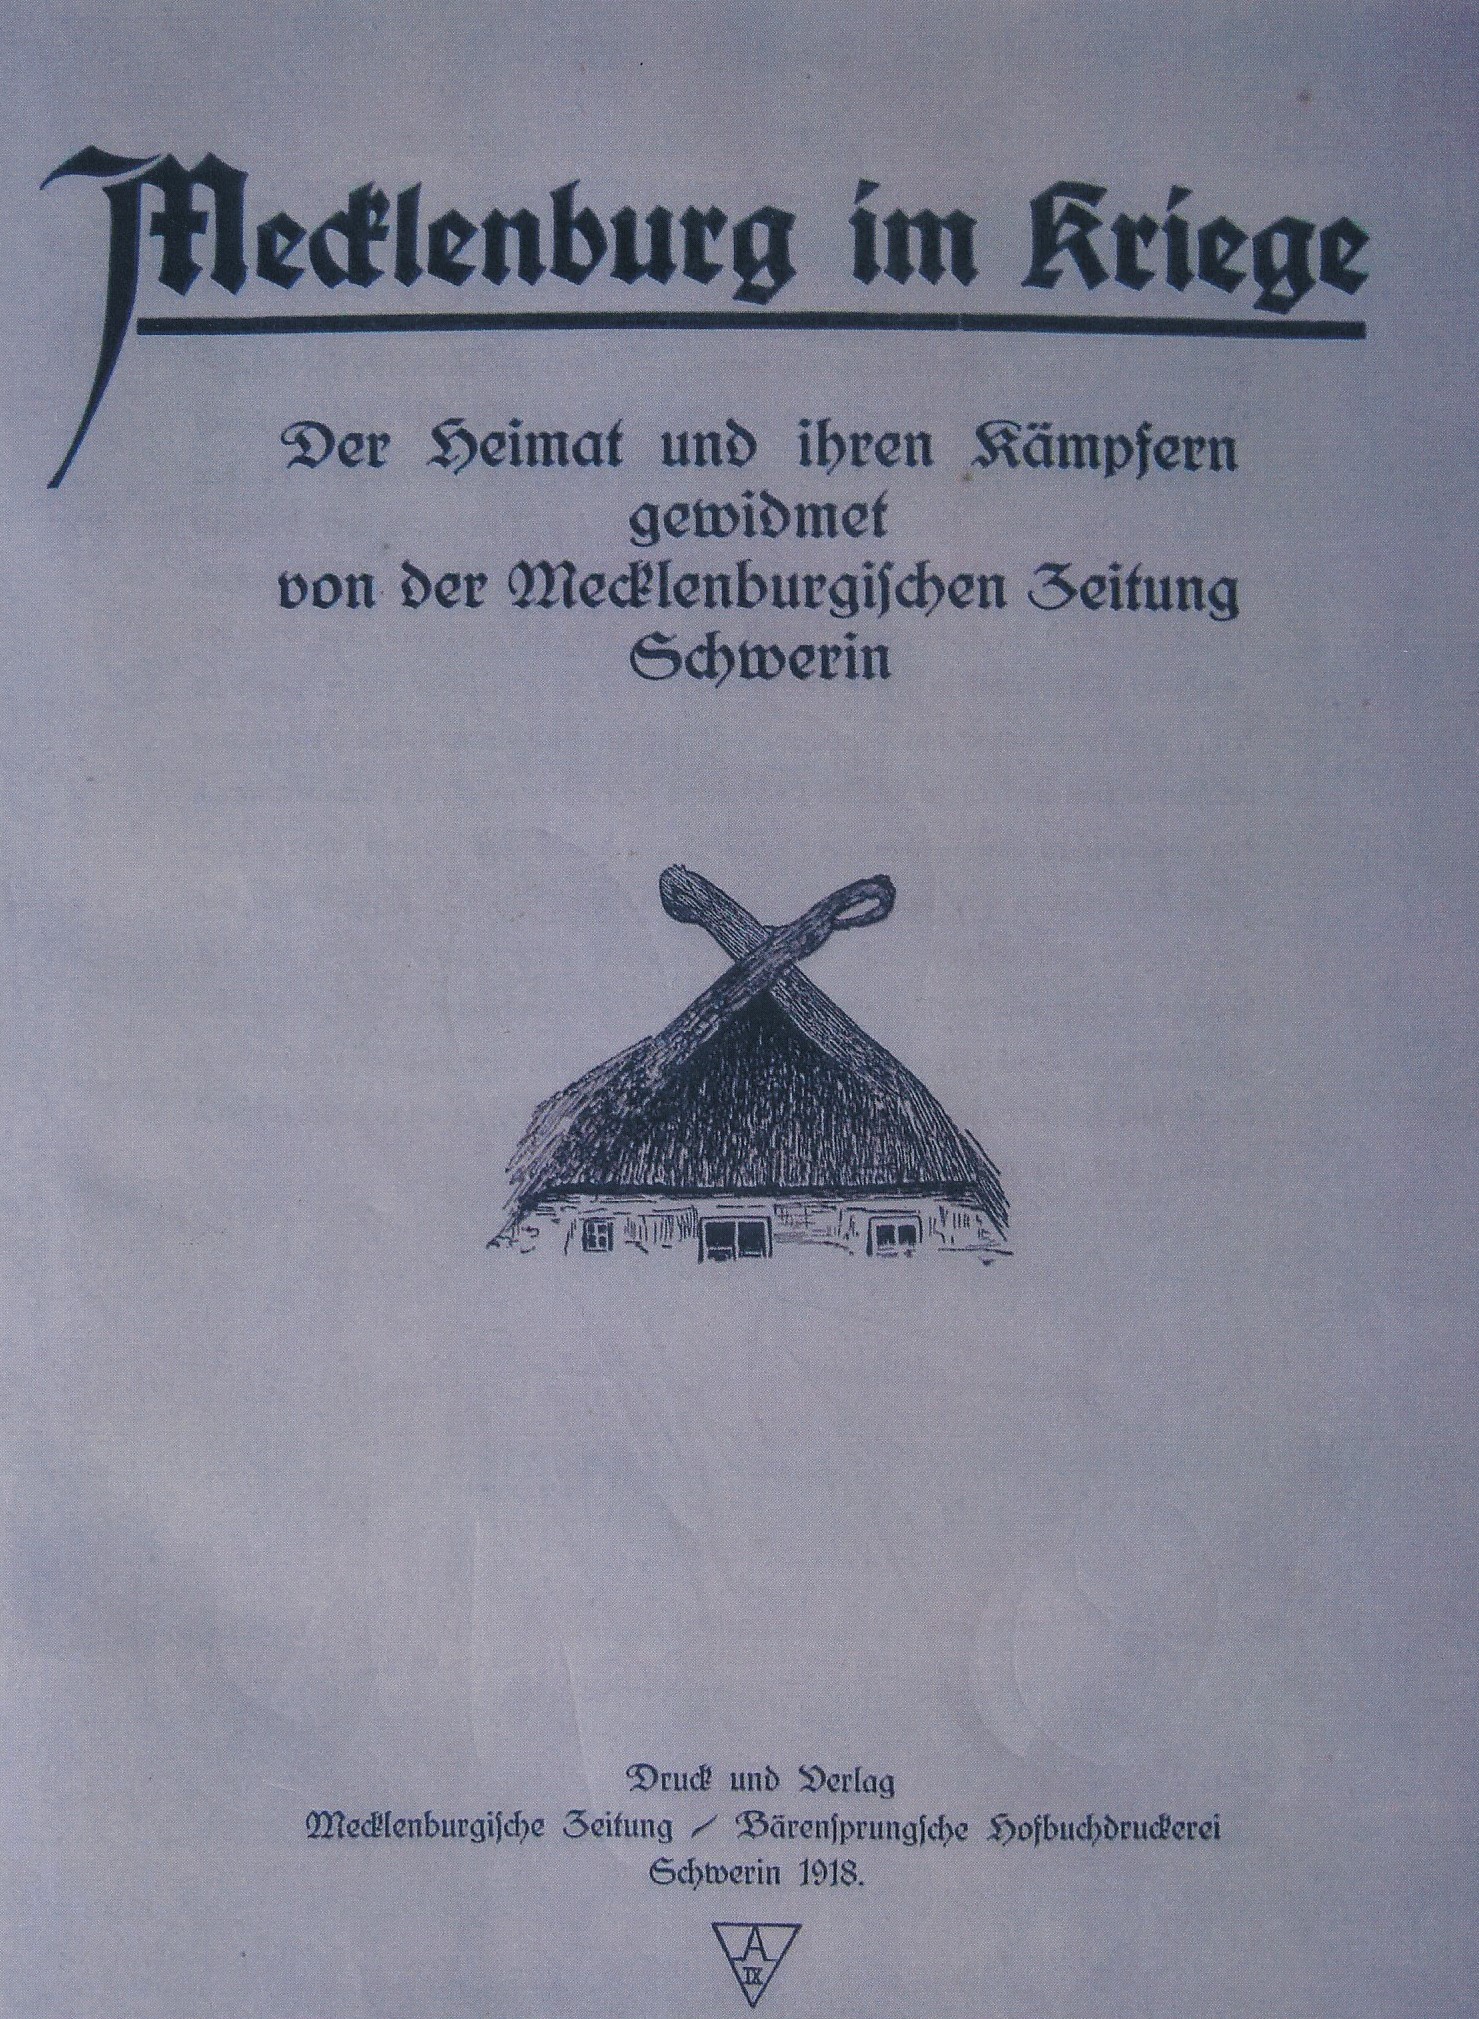 Mecklenburg im Kriege
Der Heimat und ihren Kämpfern
gewidmet
von der Mecklenburgiſchen Zeitung
Schwerin
Druck und Verlag
Mecklenburgiſche Zeitung / Bärenſprungſche Hofbuchdruckerei
Schwerin 1918.
A
IX